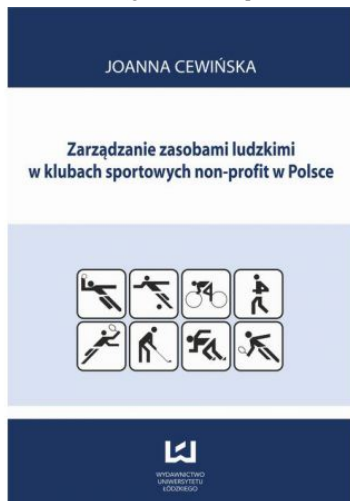 JOANNA CEWIŃSKA
Zarządzanie zasobami ludzkimi
w klubach sportowych non-profit w Polsce
WYDAWNICTWO
UNIWERSYTETU
ŁÓDZKIEGO